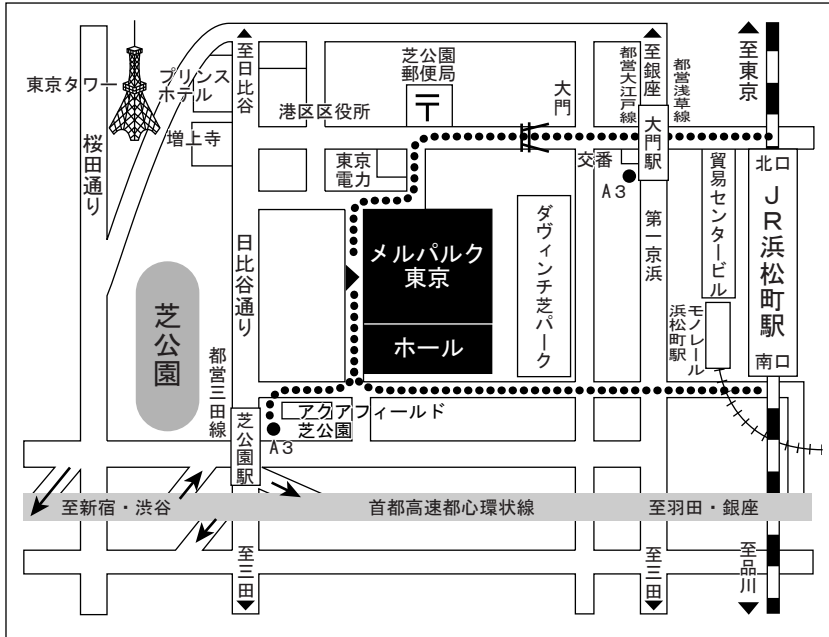 至日比谷
至銀座
至東京
芝公園
郵便局
大門
都営大江戸線
都営浅草線
東京タワー
プリンス
ホテル
港区区役所
増上寺
桜田通り
東京
電力
交番
A3
大門駅
貿易センタービル
北口
JR浜松町駅
南口
日比谷通り
メルパルク
東京
ホール
ダヴィンチ芝パーク
第一京浜
モノレール
浜松町駅
芝公園
都営三田線
芝公園駅
アクアフィールド
芝公園
A3
至新宿・渋谷
首都高速都心環状線
至羽田・銀座
至三田
至三田
至品川